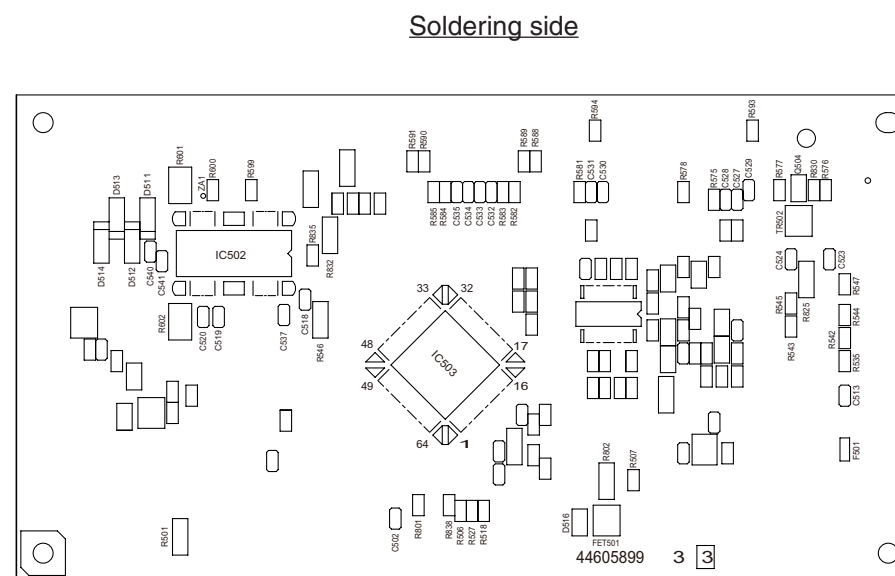 Soldering side
R594
R593
R591
R590
R589
R588
R601
ZA1
R600
R599
D513
D511
R581
C531
C530
R578
R575
C528
C527
C529
R577
Q504
R830
R576
R585
R584
C535
C534
C533
C532
R583
R582
TR502
IC502
R835
R832
D514
D512
C540
C541
C524
C523
R547
R545
R825
R544
R543
R542
R535
C513
33
32
48
17
IC503
49
16
64
1
R602
C520
C519
C537
C518
R546
F501
R802
R507
R501
C502
R801
R838
R506
R527
R518
D516
FET501
44605899 3 3